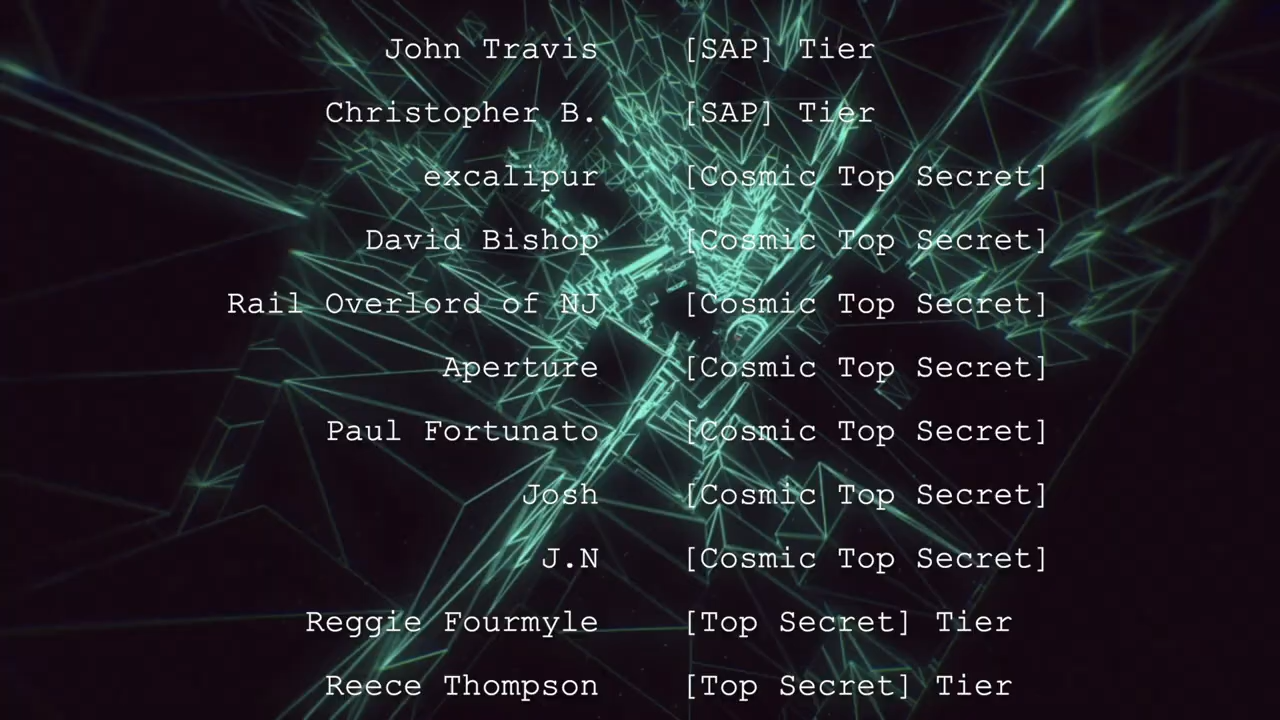 John Travis [SAP] Tier
Christopher B. [SAP] Tier
excalipur [Cosmic Top Secret]
David Bishop [Cosmic Top Secret]
Rail Overlord of NJ [Cosmic Top Secret]
Aperture [Cosmic Top Secret]
Paul Fortunato [Cosmic Top Secret]
Josh [Cosmic Top Secret]
J.N [Cosmic Top Secret]
Reggie Fourmyle [Top Secret] Tier
Reece Thompson [Top Secret] Tier